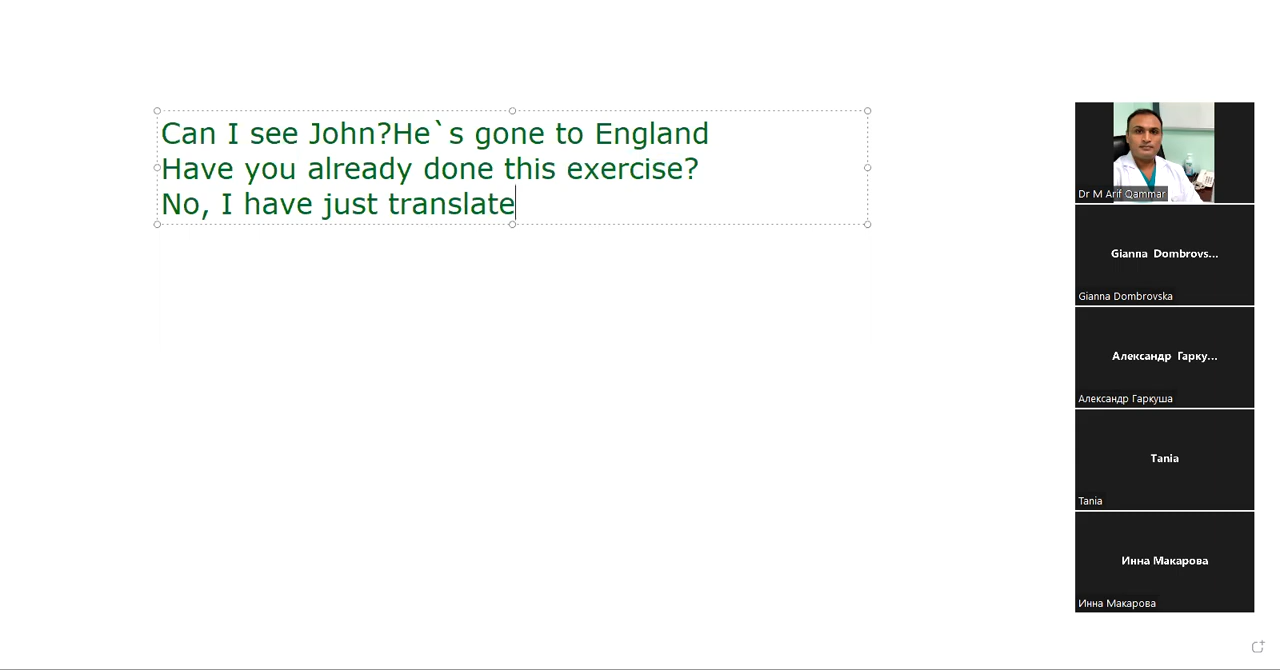 Can I see John?He`s gone to England
Have you already done this exercise?
No, I have just translate
Dr M Arif Qammar
Gianna Dombrovs...
Gianna Dombrovska
Александр Гарку...
Александр Гаркуша
Tania
Tania
Инна Макарова
Инна Макарова